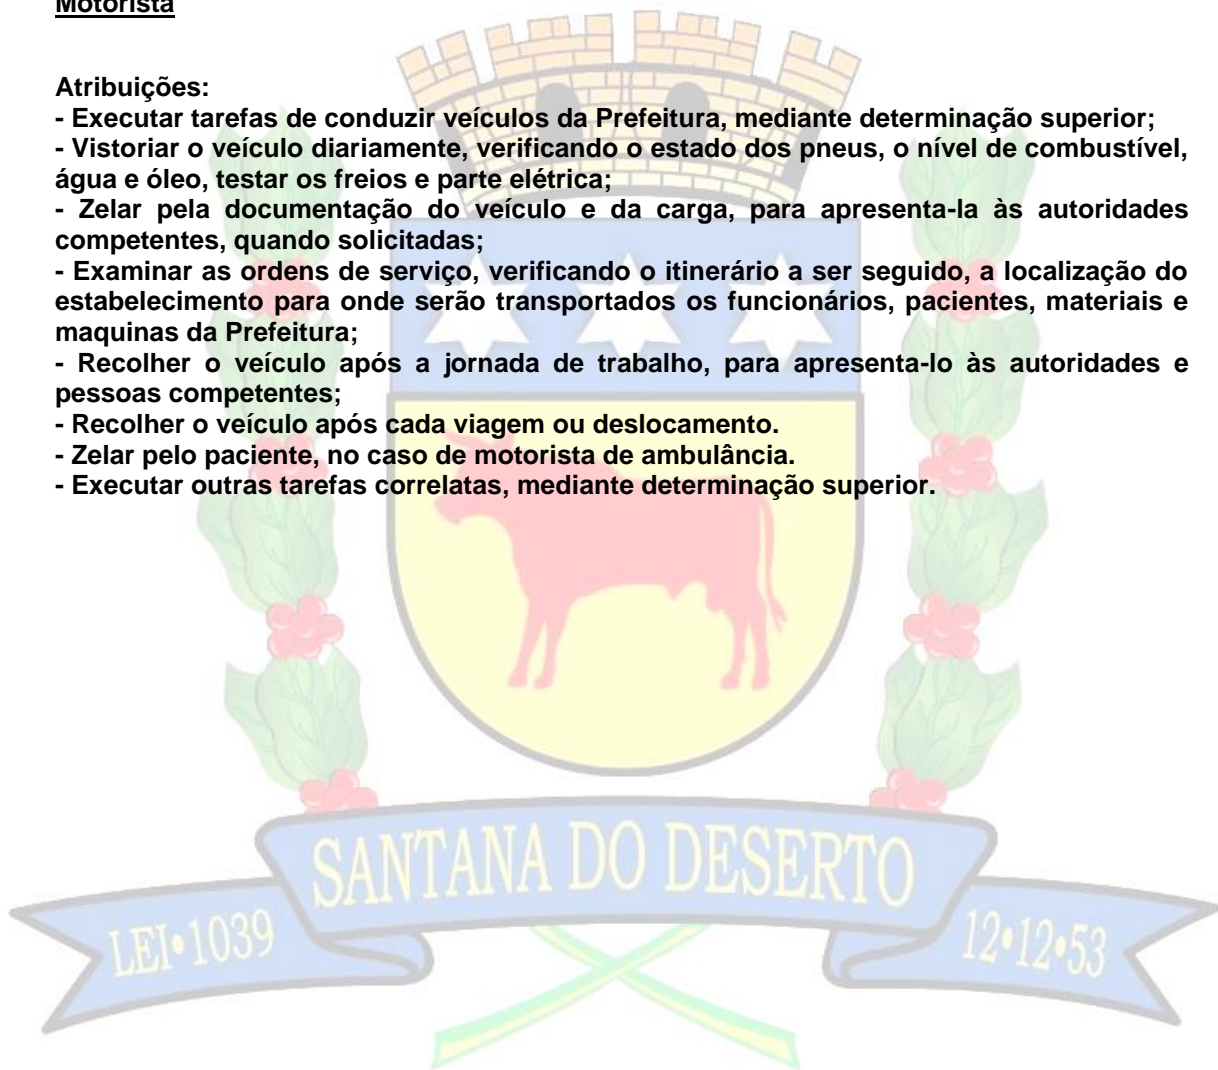 Motorista
Atribuições:
- Executar tarefas de conduzir veículos da Prefeitura, mediante determinação superior;
- Vistoriar o veículo diariamente, verificando o estado dos pneus, o nível de combustível,
água e óleo, testar os freios e parte elétrica;
- Zelar pela documentação do veículo e da carga, para apresenta-la às autoridades
competentes, quando solicitadas;
- Examinar as ordens de serviço, verificando o itinerário a ser seguido, a localização do
estabelecimento para onde serão transportados os funcionários, pacientes, materiais e
maquinas da Prefeitura;
- Recolher o veículo após a jornada de trabalho, para apresenta-lo às autoridades e
pessoas competentes;
- Recolher o veículo após cada viagem ou deslocamento.
- Zelar pelo paciente, no caso de motorista de ambulância.
- Executar outras tarefas correlatas, mediante determinação superior.
SANTANA DO DESERTO
LEI•1039
12•12•53